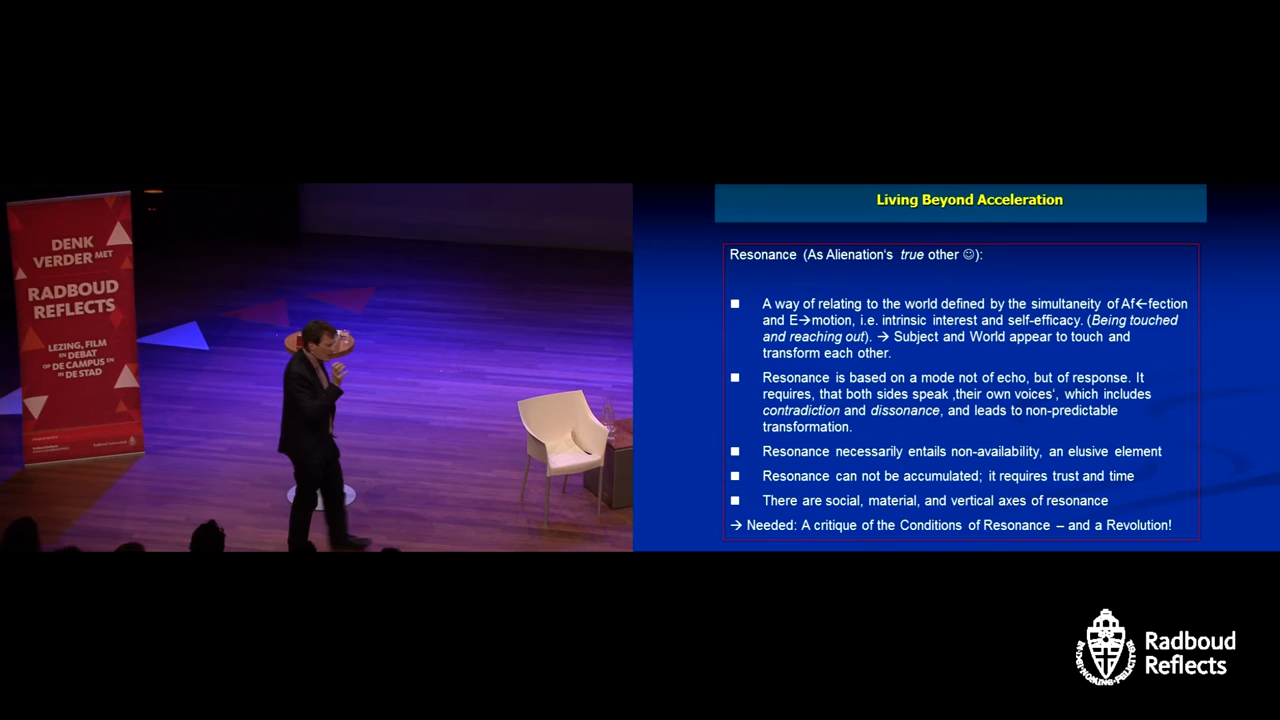 DENK
VERDER MET
RADBOUD
REFLECTS
LEZING, FILM
EN DEBAT
OP DE CAMPUS EN
IN DE STAD
Living Beyond Acceleration
Resonance (As Alienation‘s true other ☺):
■ A way of relating to the world defined by the simultaneity of Af←fection
and E→motion, i.e. intrinsic interest and self-efficacy. (Being touched
and reaching out). → Subject and World appear to touch and
transform each other.
■ Resonance is based on a mode not of echo, but of response. It
requires, that both sides speak ‚their own voices‘, which includes
contradiction and dissonance, and leads to non-predictable
transformation.
■ Resonance necessarily entails non-availability, an elusive element
■ Resonance can not be accumulated; it requires trust and time
■ There are social, material, and vertical axes of resonance
→ Needed: A critique of the Conditions of Resonance – and a Revolution!
Radboud
Reflects